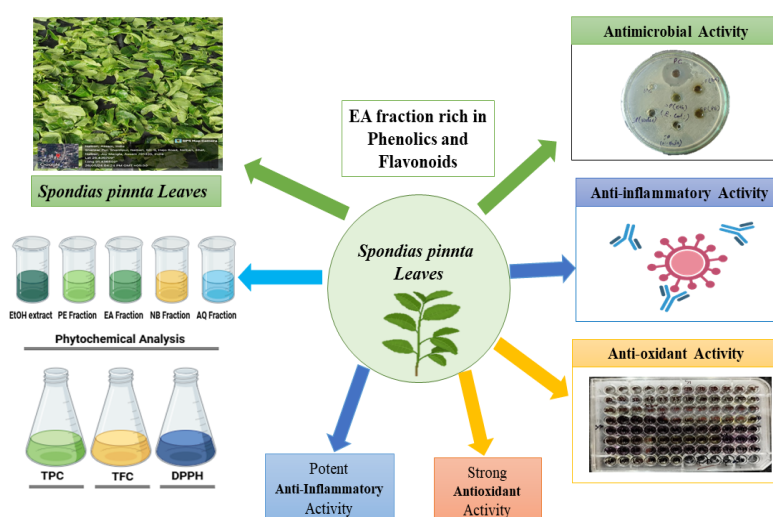 Spondias pinnta Leaves
EtOH extract
PE Fraction
EA Fraction
NB Fraction
AQ Fraction
Phytochemical Analysis
TPC
TFC
DPPH
EA fraction rich in
Phenolics and
Flavonoids
Spondias pinnta
Leaves
Potent
Anti-Inflammatory
Activity
Strong
Antioxidant
Activity
Antimicrobial Activity
Anti-inflammatory Activity
Anti-oxidant Activity